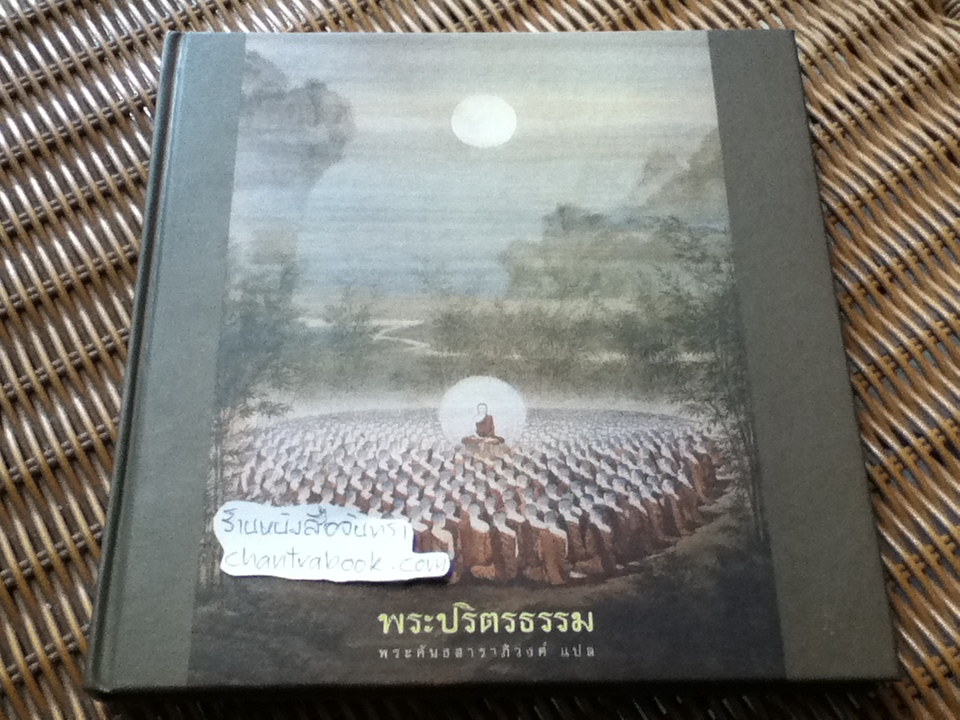 ร้านหนังสือจันทรา
chantrabook.com
พระปริตรธรรม
พระคันธสาราภิวงศ์ แปล